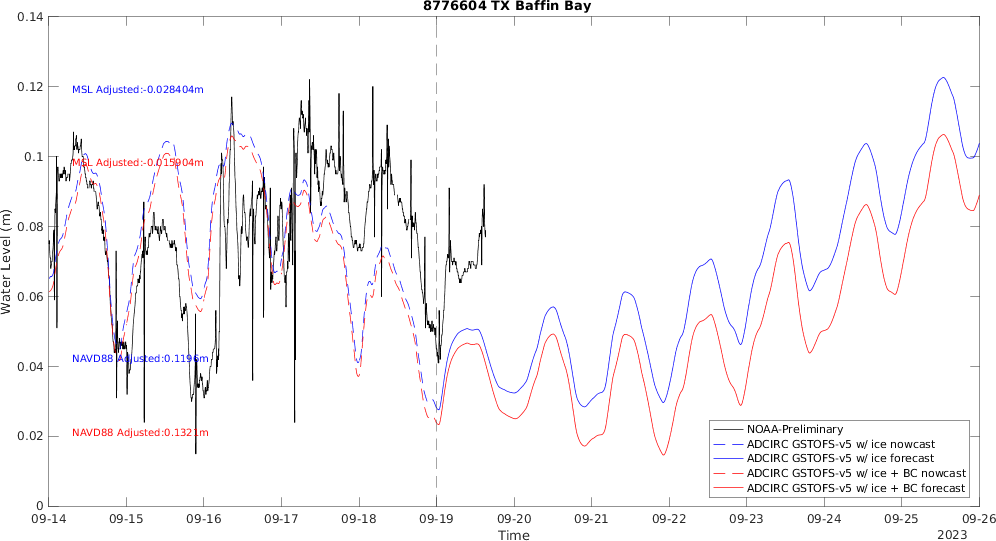 8776604 TX Baffin Bay
0.14
0.12
0.1
0.08
0.06
0.04
0.02
0
Water Level (m)
MSL Adjusted:-0.028404m
MSL Adjusted:-0.015904m
NAVD88 Adjusted:0.1196m
NAVD88 Adjusted:0.1321m
NOAA-Preliminary
ADCIRC GSTOFS-v5 w/ ice nowcast
ADCIRC GSTOFS-v5 w/ ice forecast
ADCIRC GSTOFS-v5 w/ ice + BC nowcast
ADCIRC GSTOFS-v5 w/ ice + BC forecast
09-14 09-15 09-16 09-17 09-18 09-19 09-20 09-21 09-22 09-23 09-24 09-25 09-26
Time
2023